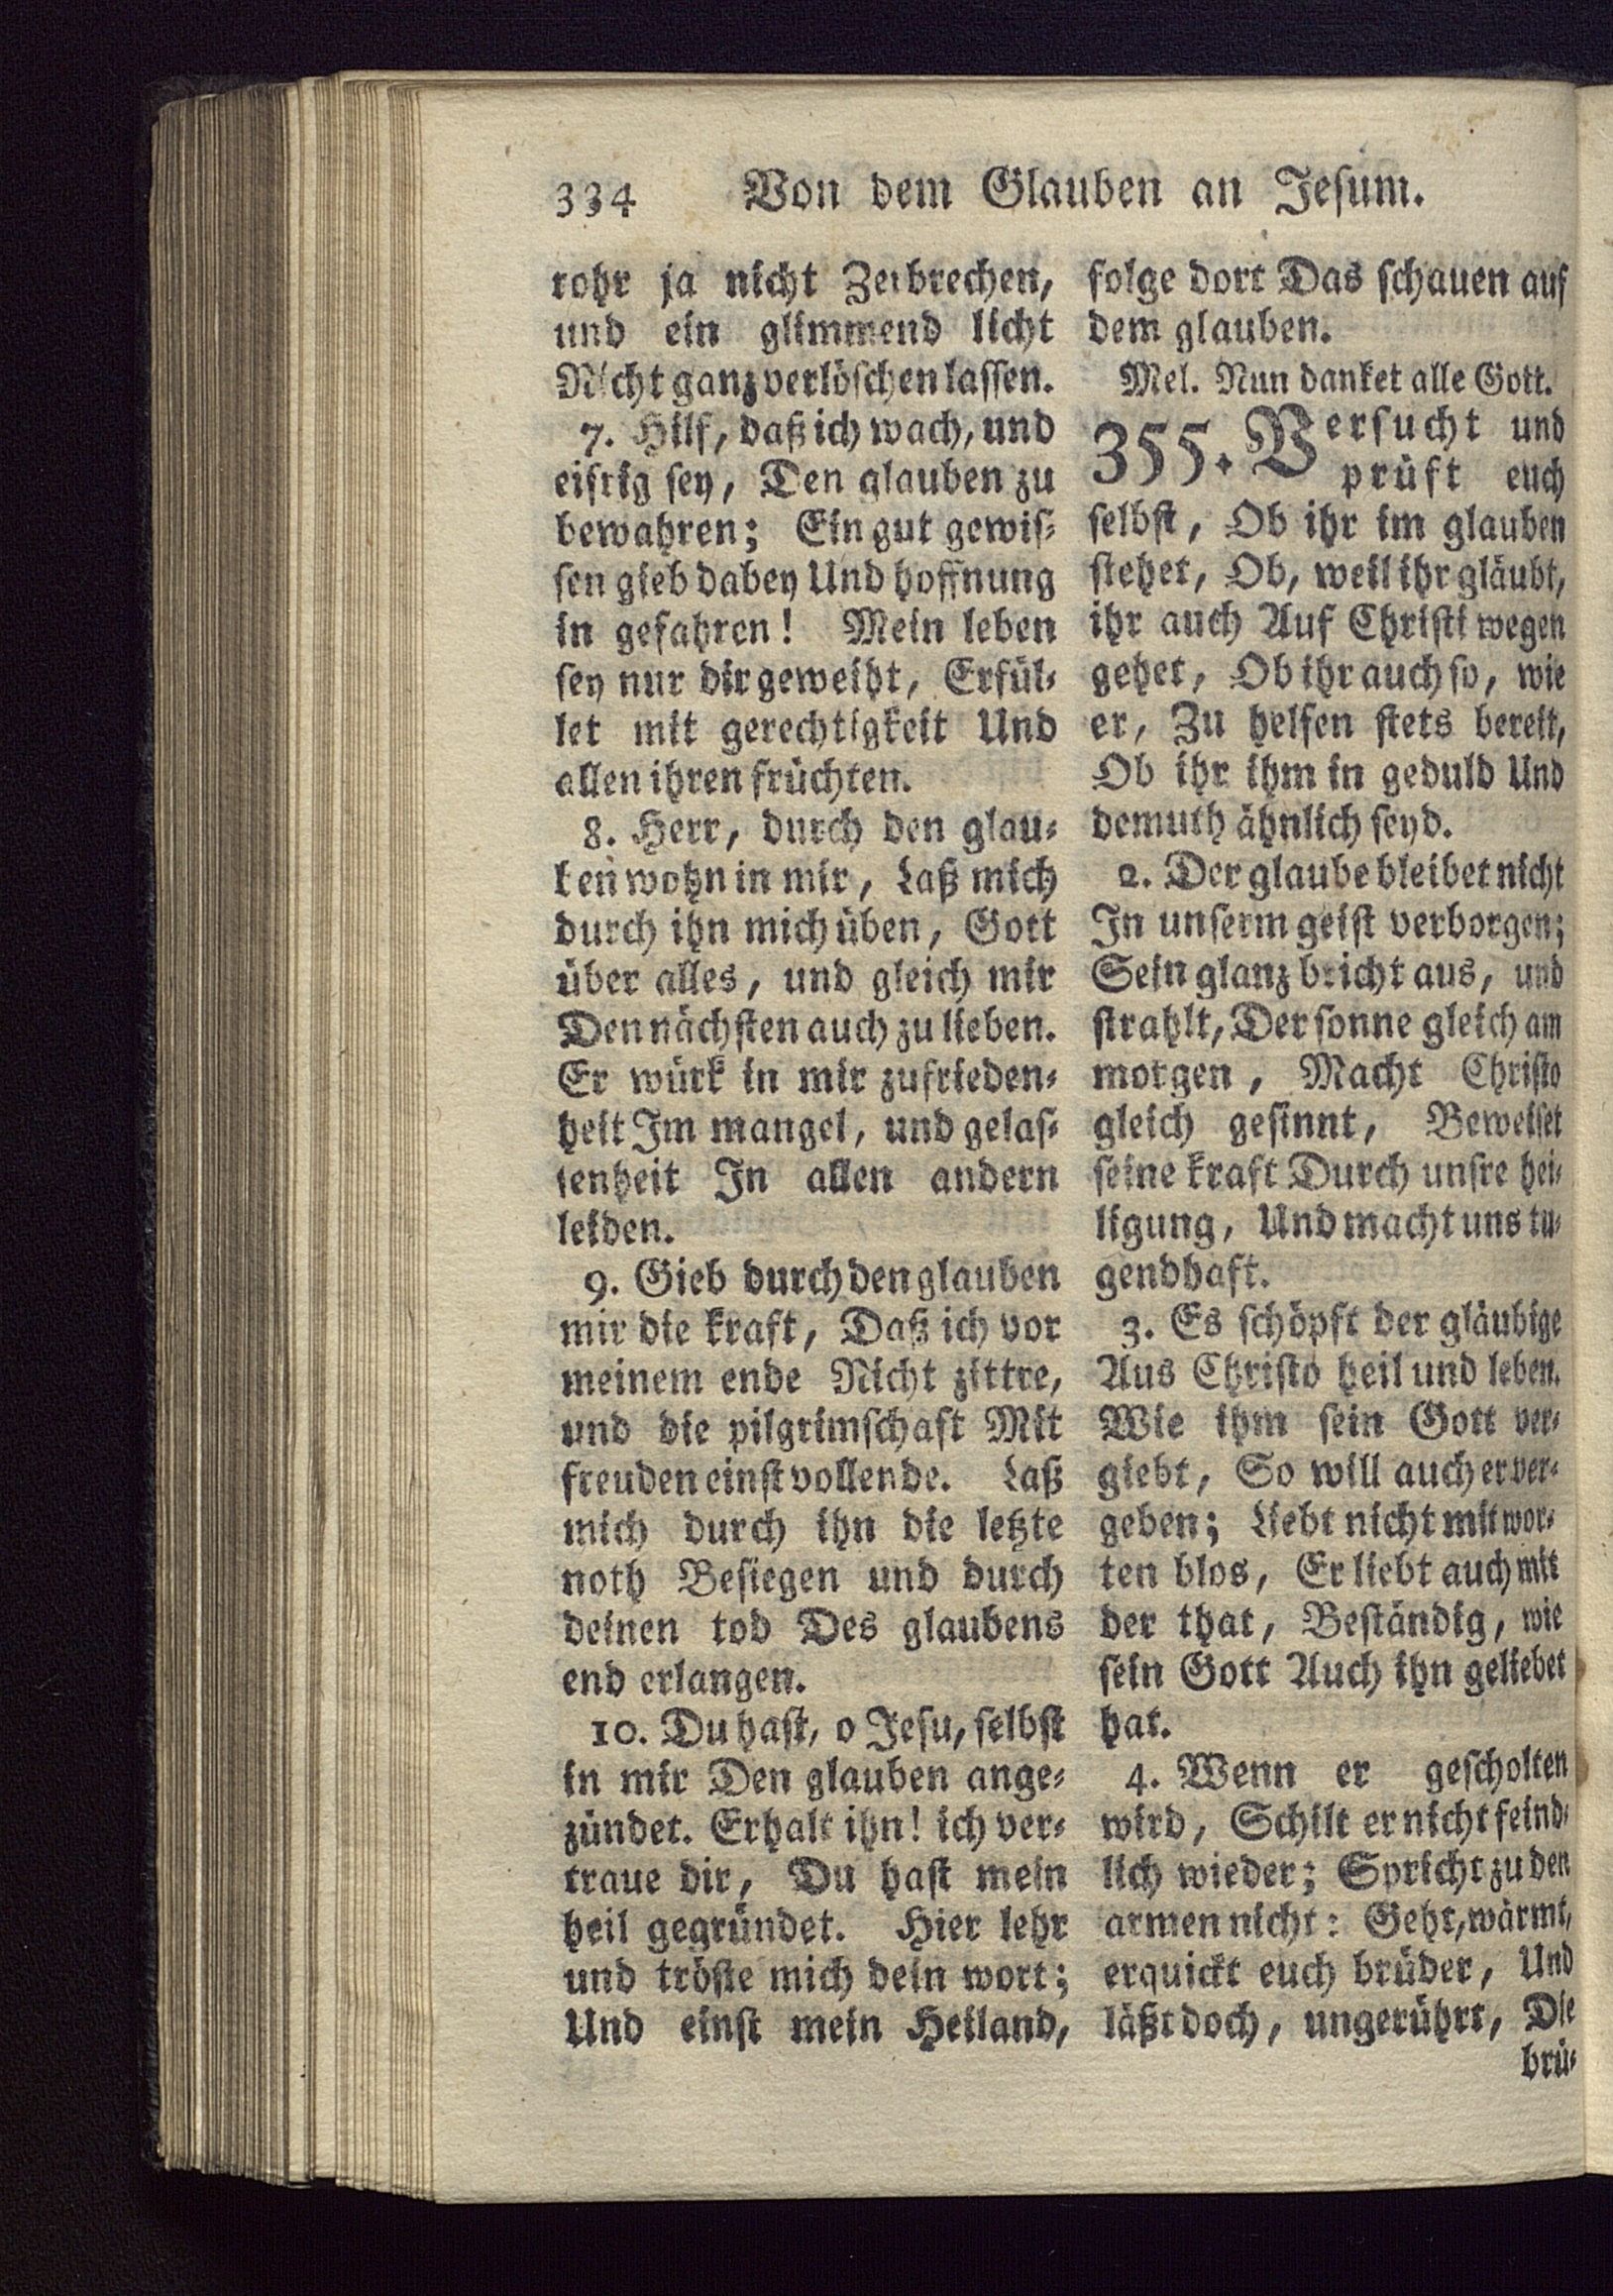 334 Von dem Glauben an Jeſum.
rohr ja nicht Zerbrechen,
und ein glimmend licht
Nicht ganz verlöſchen laſſen.
7. Hilf, daß ich wach, und
eifrig ſey, Den glauben zu
bewahren; Ein gut gewiſ⸗
ſen gieb dabey Und hoffnung
in gefahren! Mein leben
ſey nur dir geweiht, Erfül⸗
let mit gerechtigkeit Und
allen ihren früchten.
8. Herr, durch den glau⸗
ben wohn in mir, Laß mich
durch ihn mich üben, Gott
über alles, und gleich mir
Den nächſten auch zu lieben.
Er würk in mir zufrieden⸗
heit Im mangel, und gelaſ⸗
ſenheit In allen andern
leiden.
9. Gieb durch den glauben
mir die kraft, Daß ich vor
meinem ende Nicht zittre,
und die pilgrimſchaft Mit
freuden einſt vollende. Laß
mich durch ihn die letzte
noth Beſiegen und durch
deinen tod Des glaubens
end erlangen.
10. Du haſt, o Jeſu, ſelbſt
in mir Den glauben ange⸗
zündet. Erhalt ihn! ich ver⸗
traue dir, Du haſt mein
heil gegründet. Hier lehr
und tröſte mich dein wort;
Und einſt mein Heiland,
folge dort Das ſchauen auf
dem glauben.
Mel. Nun danket alle Gott.
355. Verſucht und
prüft euch
ſelbſt, Ob ihr im glauben
ſtehet, Ob, weil ihr gläubt,
ihr auch Auf Chriſti wegen
gehet, Ob ihr auch ſo, wie
er, Zu helfen ſtets bereit,
Ob ihr ihm in geduld Und
demuth ähnlich ſeyd.
2. Der glaube bleibet nicht
In unſerm geiſt verborgen;
Sein glanz bricht aus, und
ſtrahlt, Der ſonne gleich am
morgen, Macht Chriſto
gleich geſinnt, Beweiſet
ſeine kraft Durch unſre hei⸗
ligung, Und macht uns tu⸗
gendhaft.
3. Es ſchöpft der gläubige
Aus Chriſto heil und leben.
Wie ihm ſein Gott ver⸗
giebt, So will auch er ver⸗
geben; Liebt nicht mit wor⸗
ten blos, Er liebt auch mit
der that, Beſtändig, wie
ſein Gott Auch ihn geliebet
hat.
4. Wenn er geſcholten
wird, Schilt er nicht feind⸗
lich wieder; Spricht zu den
armen nicht: Geht, wärmt,
erquickt euch brüder, Und
läßt doch, ungerührt, Die
brü⸗